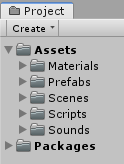 Project
Create
Assets
Materials
Prefabs
Scenes
Scripts
Sounds
Packages